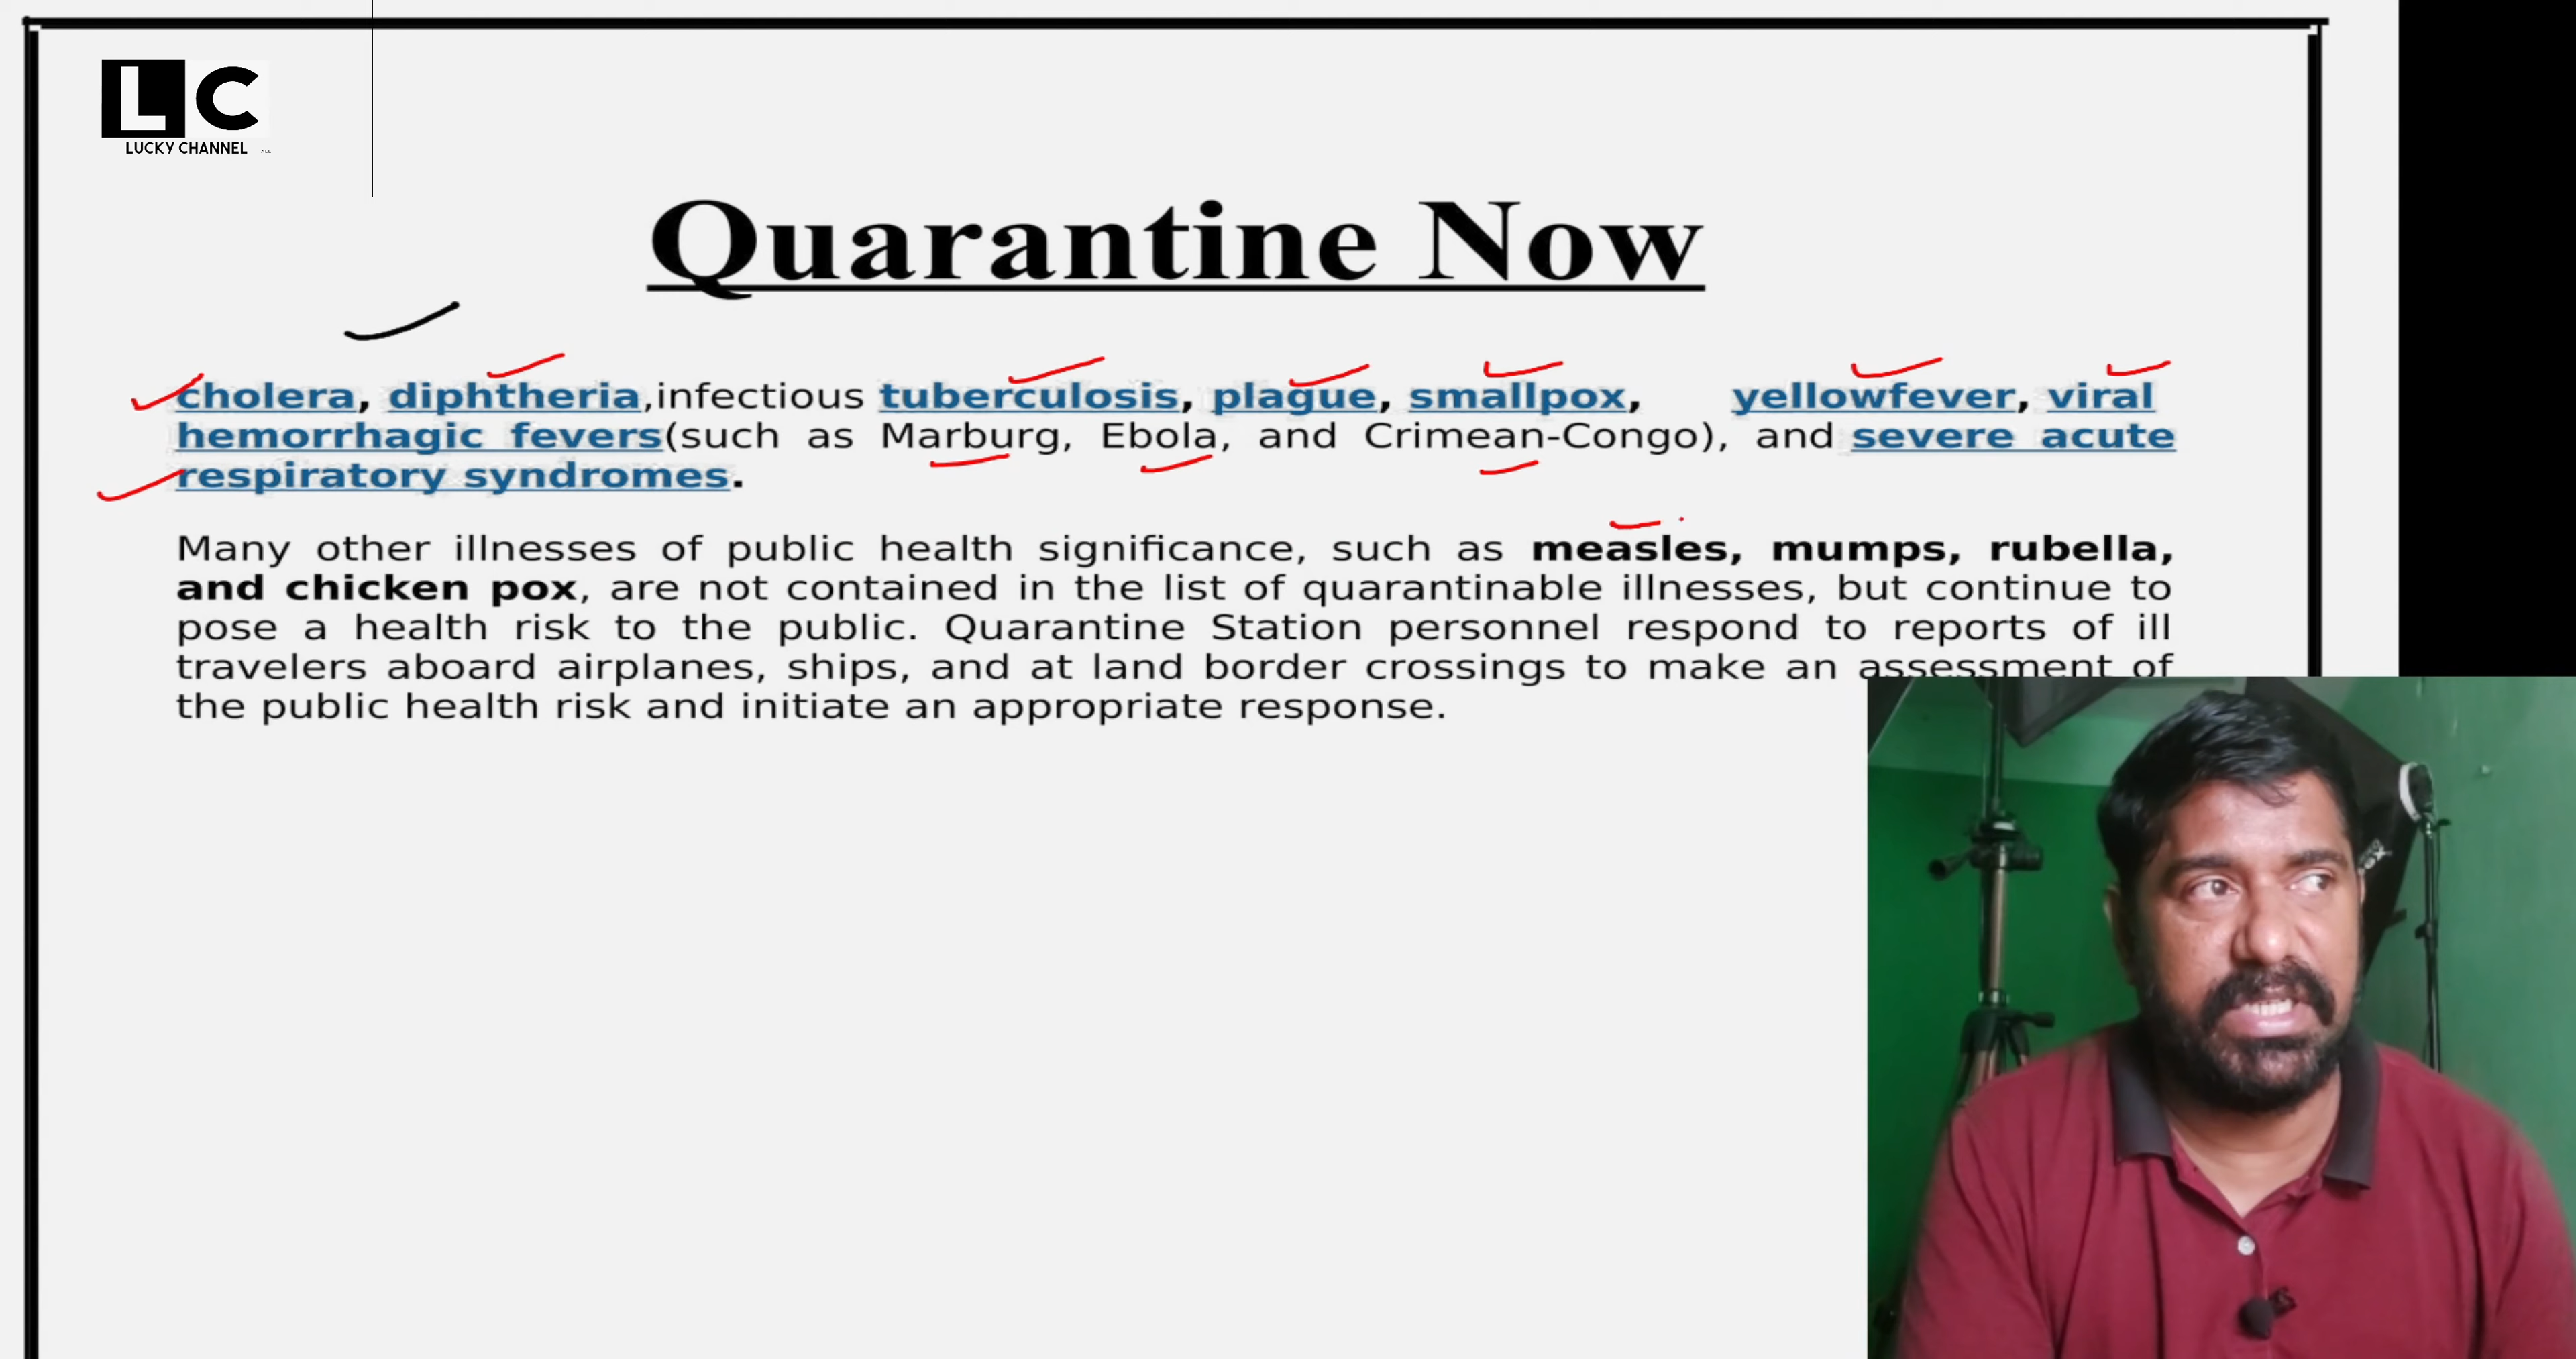 LC
LUCKY CHANNEL
Quarantine Now
cholera, diphtheria,infectious tuberculosis, plague, smallpox, yellowfever, viral
hemorrhagic fevers(such as Marburg, Ebola, and Crimean-Congo), and severe acute
respiratory syndromes.
Many other illnesses of public health significance, such as measles, mumps, rubella,
and chicken pox, are not contained in the list of quarantinable illnesses, but continue to
pose a health risk to the public. Quarantine Station personnel respond to reports of ill
travelers aboard airplanes, ships, and at land border crossings to make an assessment of
the public health risk and initiate an appropriate response.